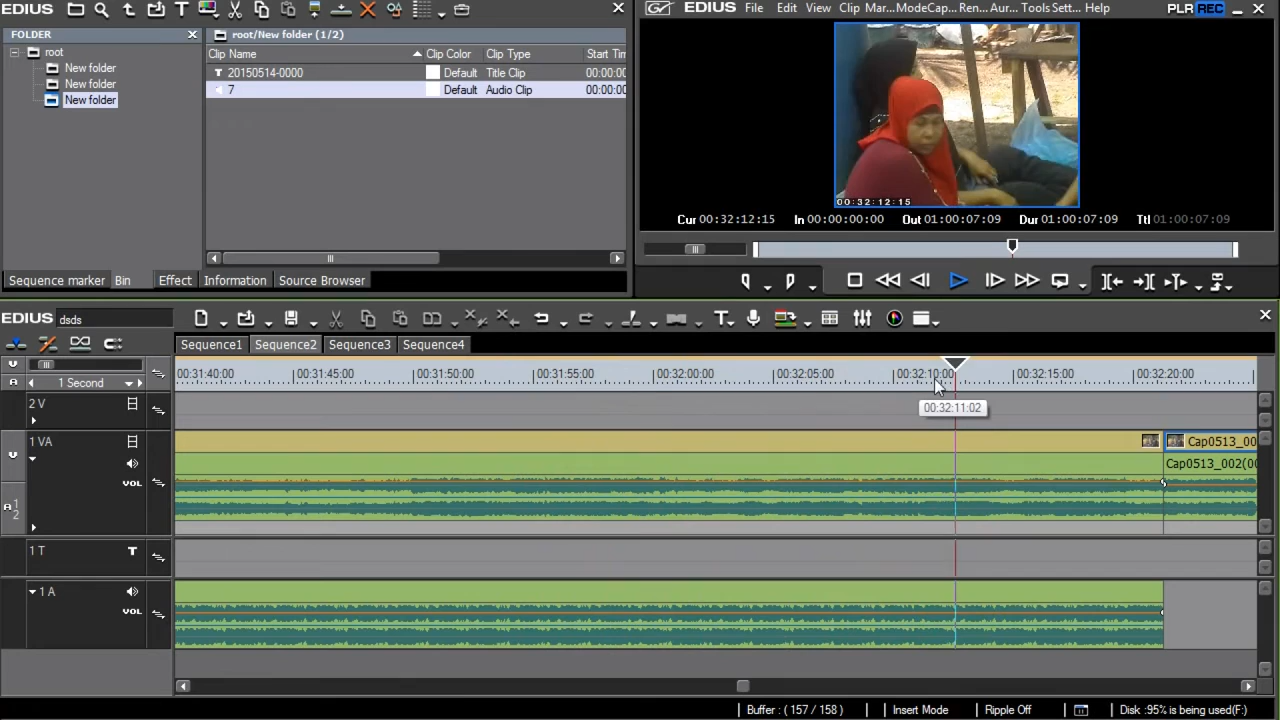 EDIUS
FOLDER
root
New folder
New folder
New folder
root/New folder (1/2)
Clip Name Clip Color Clip Type Start Tim
20150514-0000 Default Title Clip 00:00:00
7 Default Audio Clip 00:00:00
Sequence marker Bin Effect Information Source Browser
EDIUS File Edit View Clip Mar... ModeCap... Ren... Aur... Tools Sett... Help PLR REC
00:32:12:15
Cur 00:32:12:15 In 00:00:00:00 Out 01:00:07:09 Dur 01:00:07:09 Ttl 01:00:07:09
EDIUS dsds
Sequence1 Sequence2 Sequence3 Sequence4
1 Second
00:31:40:00 00:31:45:00 00:31:50:00 00:31:55:00 00:32:00:00 00:32:05:00 00:32:10:00 00:32:15:00 00:32:20:00
00:32:11:02
2 V
1 VA
Cap0513_00
Cap0513_002(00
VOL
A 1
2
1 T T
1 A
VOL
Buffer : ( 157 / 158 ) Insert Mode Ripple Off Disk :95% is being used(F:)